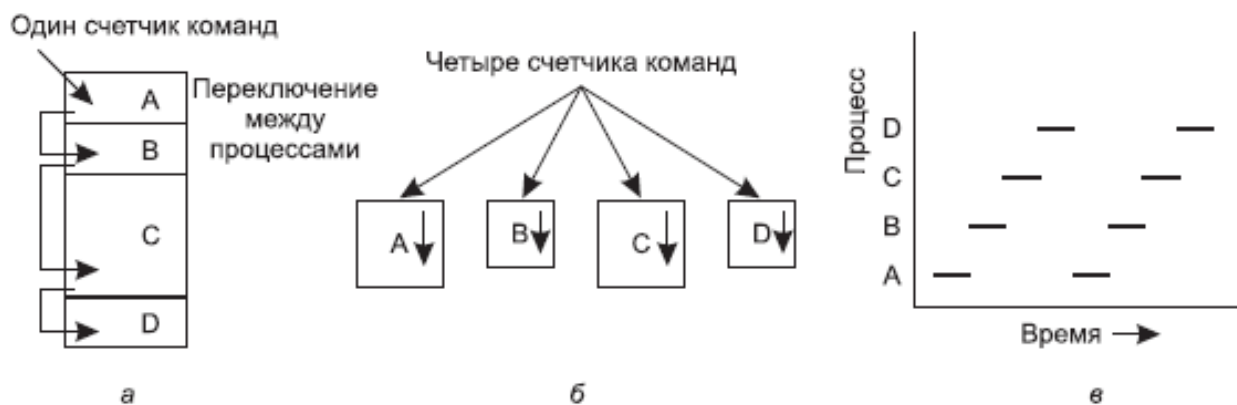 Один счетчик команд
A
B
C
D
Переключение
между
процессами
а
Четыре счетчика команд
A
B
C
D
б
Процесс
D
C
B
A
Время
в